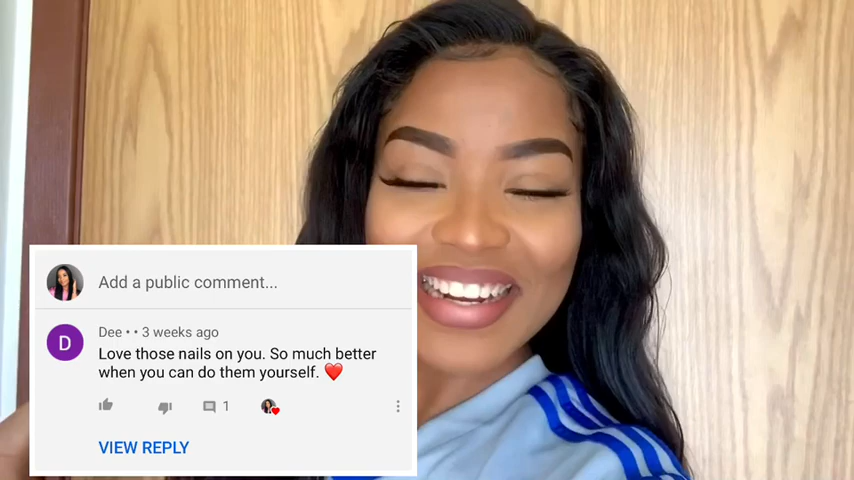 Add a public comment...
D
Dee • • 3 weeks ago
Love those nails on you. So much better
when you can do them yourself. ❤️
1
VIEW REPLY